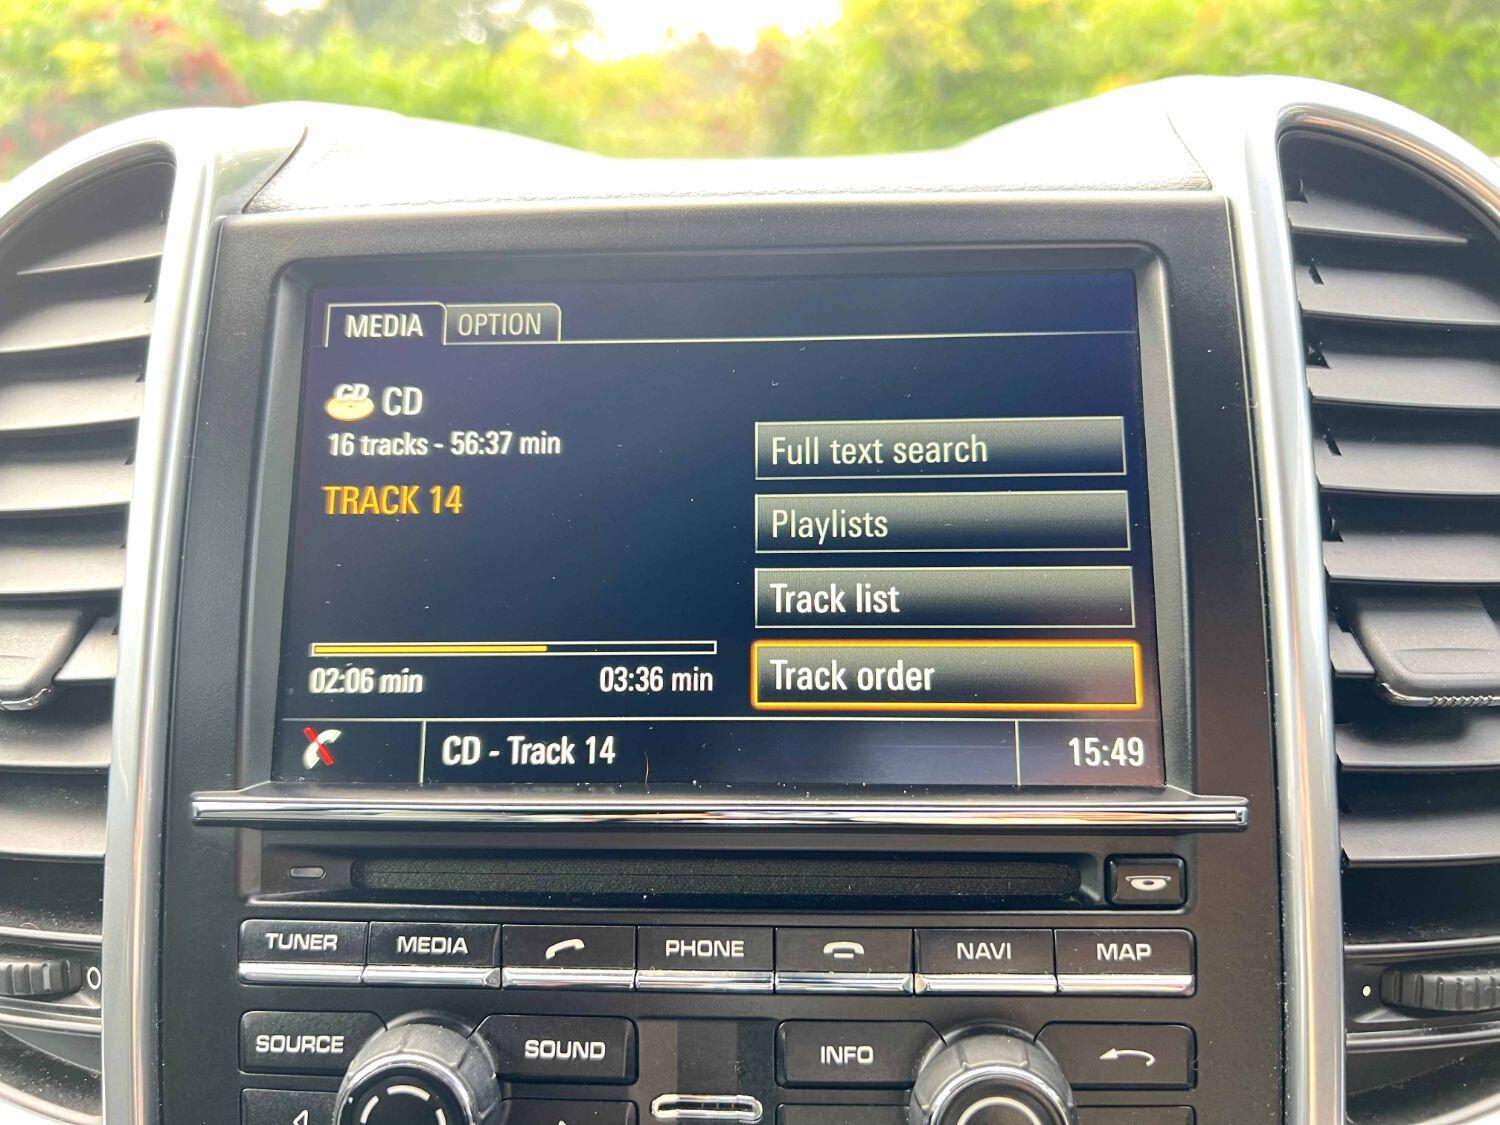 MEDIA OPTION
CD CD
16 tracks - 56:37 min
TRACK 14
02:06 min 03:36 min
Full text search
Playlists
Track list
Track order
CD - Track 14 15:49
TUNER MEDIA PHONE NAVI MAP
SOURCE SOUND INFO